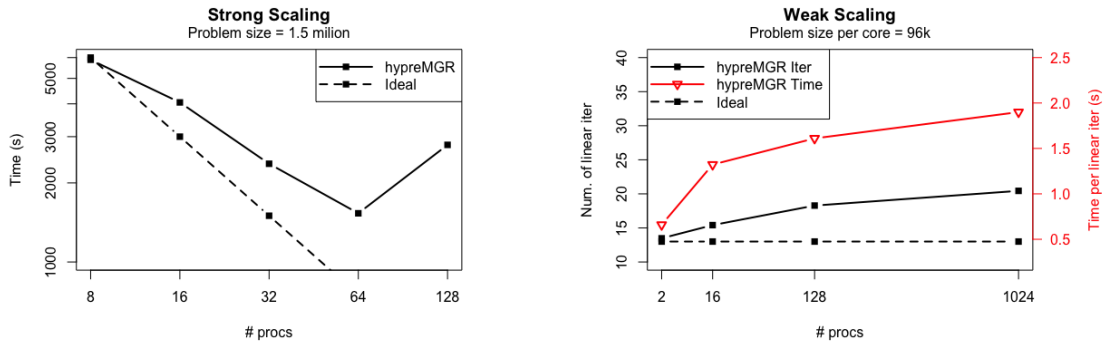 Strong Scaling
Problem size = 1.5 milion
hypreMGR
Ideal
Time (s)
5000
3000
2000
1000
8
16
32
64
128
# procs
Weak Scaling
Problem size per core = 96k
hypreMGR Iter
hypreMGR Time
Ideal
Num. of linear iter
40
35
30
25
20
15
10
2
16
128
1024
# procs
2.5
2.0
1.5
1.0
0.5
Time per linear iter (s)